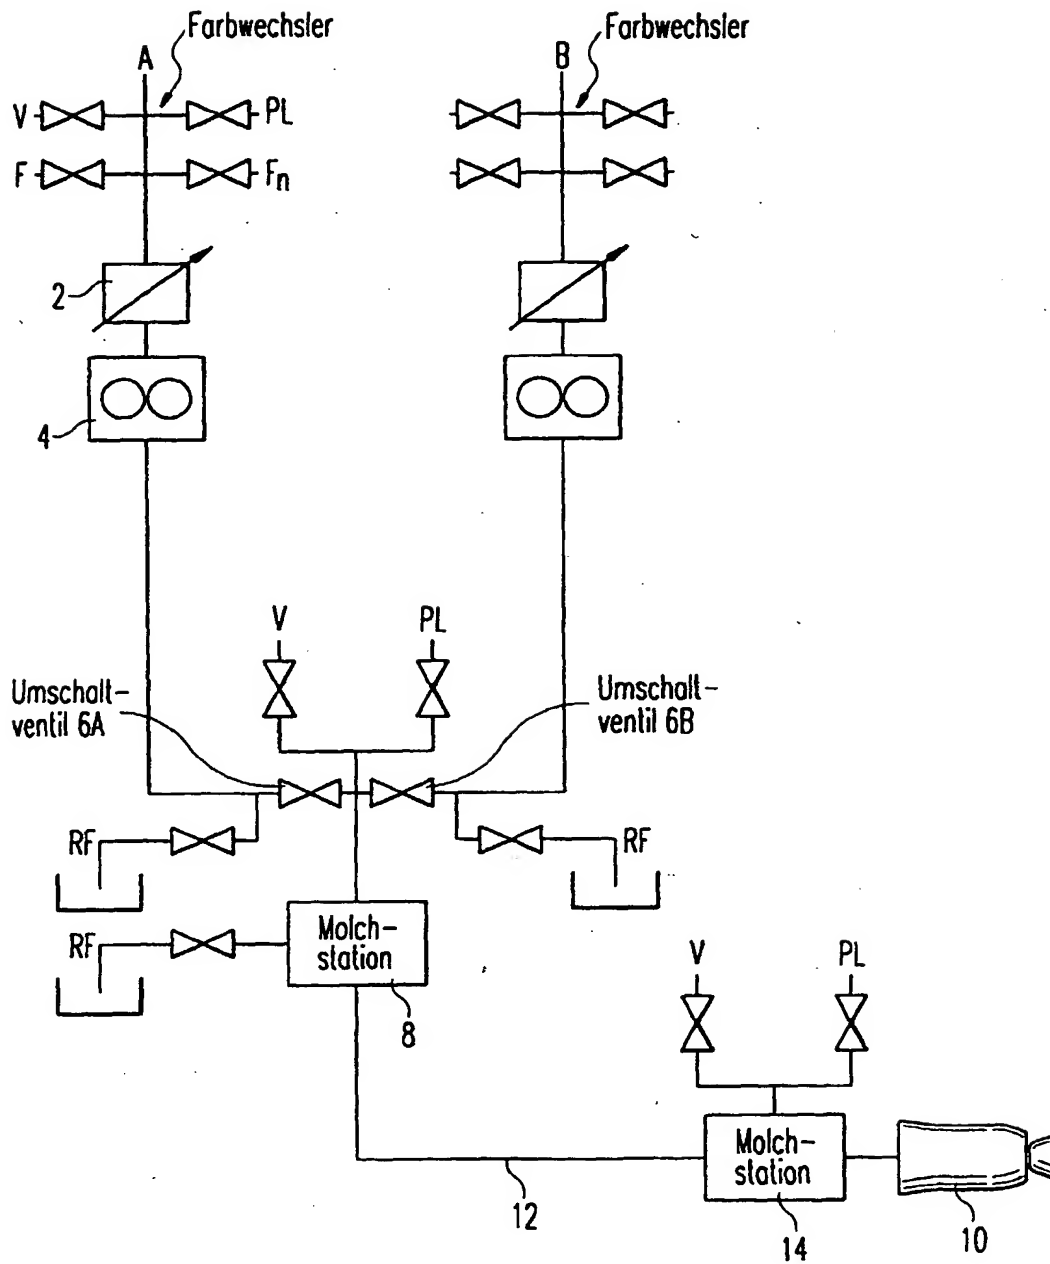 Farbwechsler
Farbwechsler
A
B
V
PL
F
Fn
2
4
V
PL
Umschalt-
ventil 6A
Umschalt-
ventil 6B
RF
RF
RF
Molch-
station
8
V
PL
Molch-
station
12
14
10